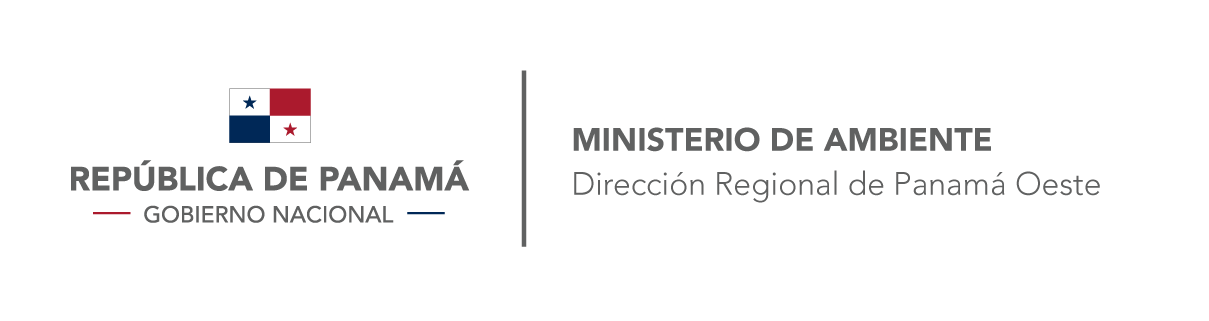 REPÚBLICA DE PANAMÁ
GOBIERNO NACIONAL
MINISTERIO DE AMBIENTE
Dirección Regional de Panamá Oeste